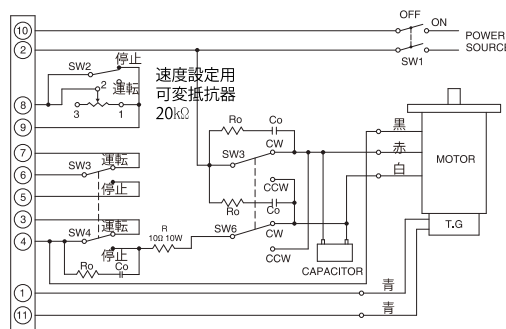 OFF
ON
10
POWER
SOURCE
2
SW1
停止
SW2
速度設定用
可変抵抗器
20kΩ
2
運転
8
3
1
9
Ro
Co
黒
CW
赤
MOTOR
7
運転
SW3
SW3
白
6
CCW
停止
5
Ro
Co
3
運転
T.G
SW4
R
10Ω 10W
SW6
CW
4
停止
CCW
Ro
Co
CAPACITOR
青
1
青
11